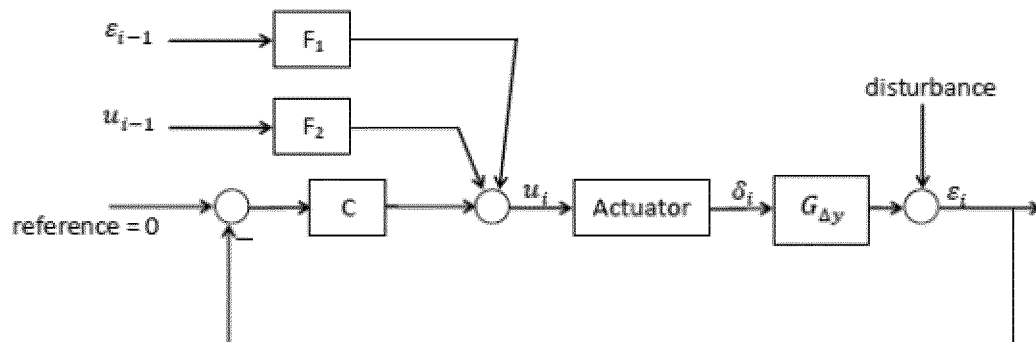 ε_{i−1}
F₁
disturbance
u_{i−1}
F₂
C
u_i
Actuator
δ_i
G_{Δy}
ε_i
reference = 0
−